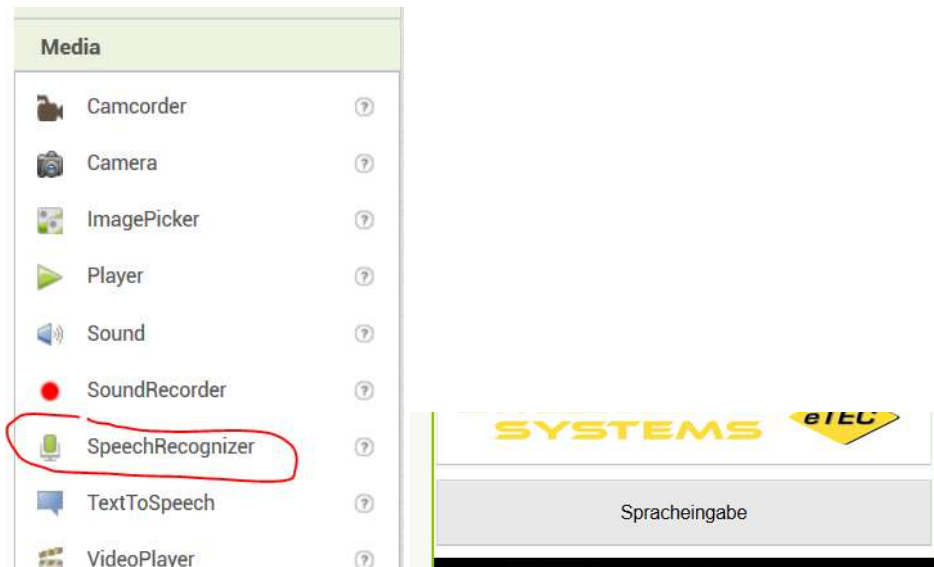 Media
Camcorder
Camera
ImagePicker
Player
Sound
SoundRecorder
SpeechRecognizer
TextToSpeech
VideoPlayer
SYSTEMS
eTEC
Spracheingabe